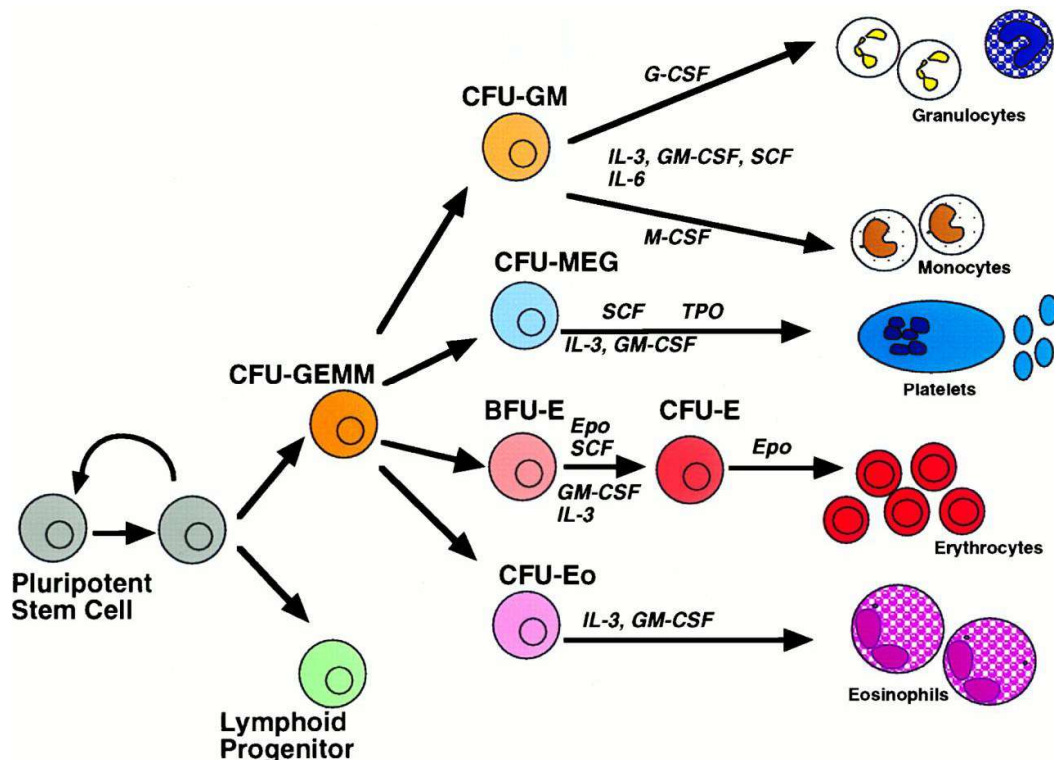 G-CSF
CFU-GM
Granulocytes
IL-3, GM-CSF, SCF
IL-6
M-CSF
Monocytes
CFU-MEG
SCF TPO
IL-3, GM-CSF
Platelets
CFU-GEMM
BFU-E
CFU-E
Epo
SCF
Epo
GM-CSF
IL-3
Erythrocytes
Pluripotent
Stem Cell
CFU-Eo
IL-3, GM-CSF
Eosinophils
Lymphoid
Progenitor